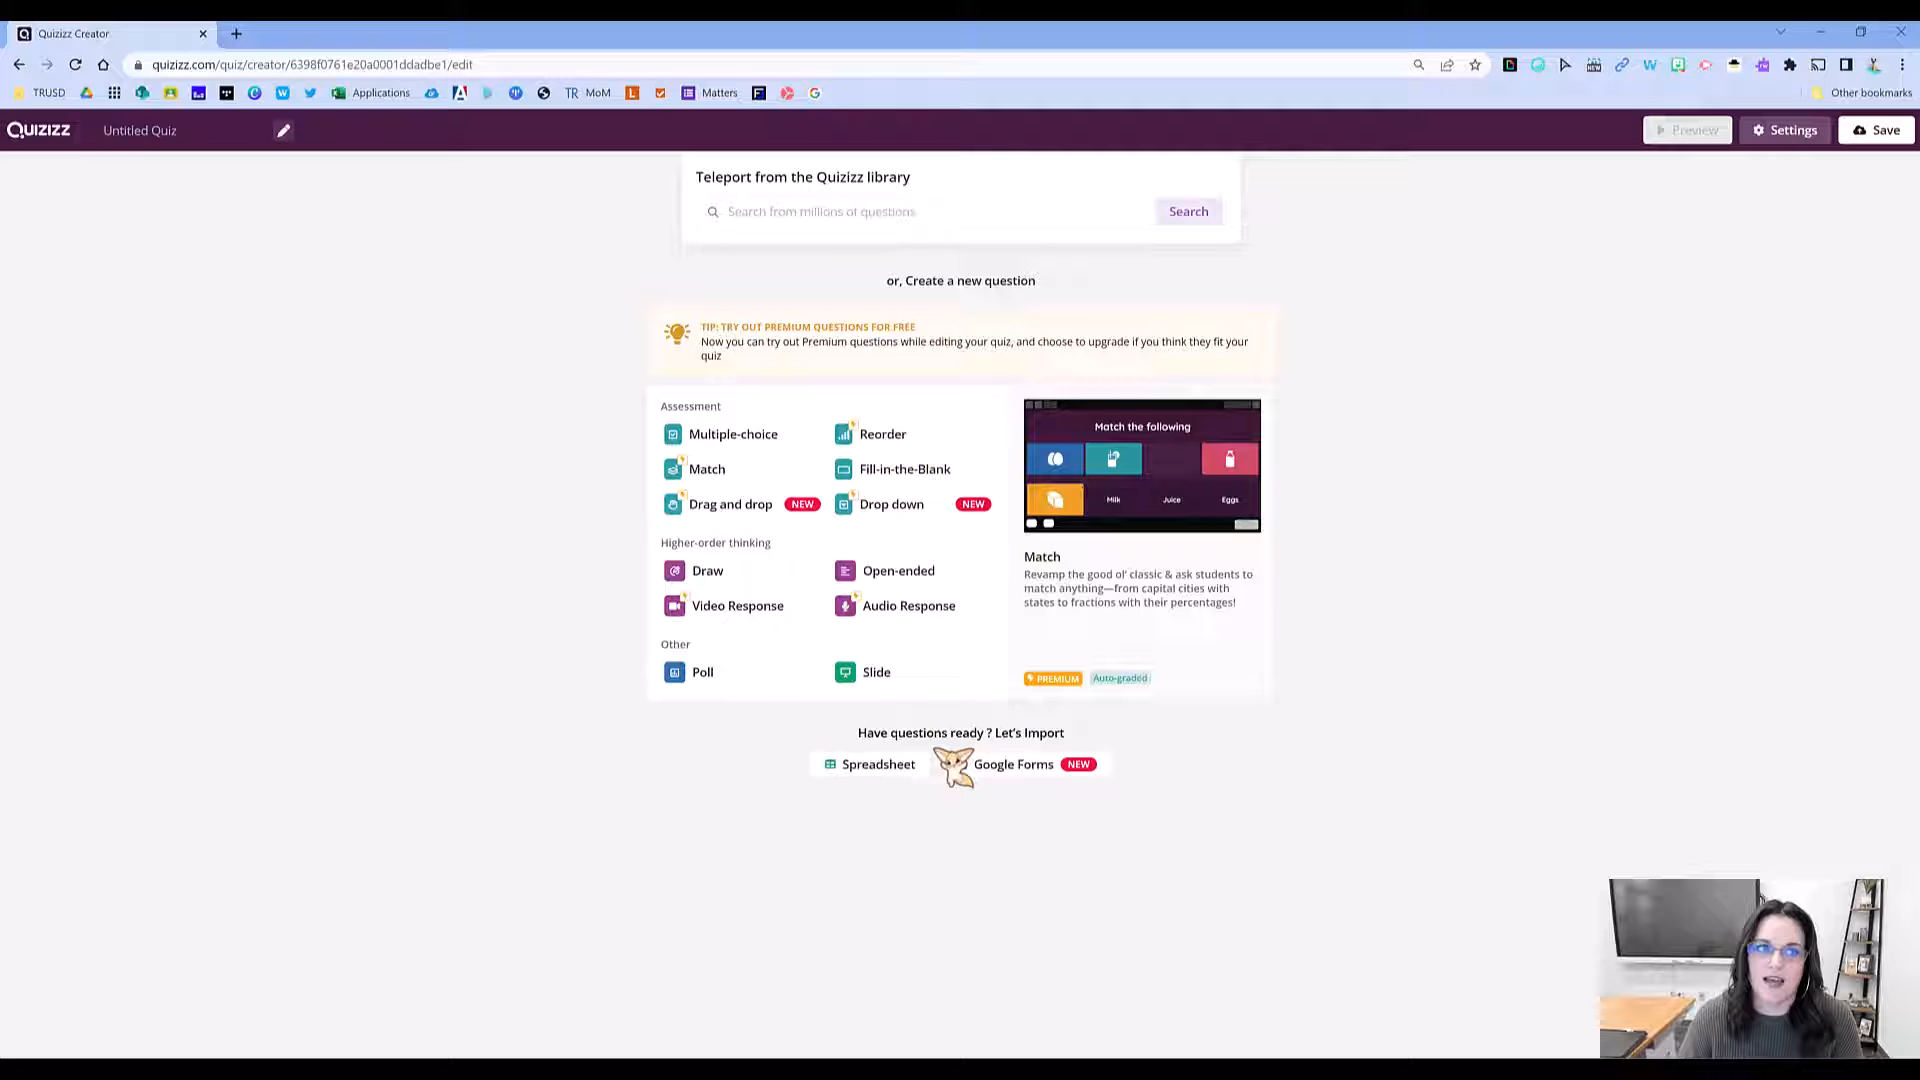 Quizizz Creator
quizizz.com/quiz/creator/6398f0761e20a0001ddadbe1/edit
TRUSD
Applications
TR MoM
Matters
Other bookmarks
QUIZIZZ
Untitled Quiz
Preview
Settings
Save
Teleport from the Quizizz library
Search from millions of questions
Search
or, Create a new question
TIP: TRY OUT PREMIUM QUESTIONS FOR FREE
Now you can try out Premium questions while editing your quiz, and choose to upgrade if you think they fit your
quiz
Assessment
Multiple-choice
Reorder
Match
Fill-in-the-Blank
Drag and drop NEW
Drop down NEW
Higher-order thinking
Draw
Open-ended
Video Response
Audio Response
Other
Poll
Slide
Match the following
Milk
Juice
Eggs
Match
Revamp the good ol' classic & ask students to
match anything—from capital cities with
states to fractions with their percentages!
PREMIUM
Auto-graded
Have questions ready ? Let's Import
Spreadsheet
Google Forms NEW